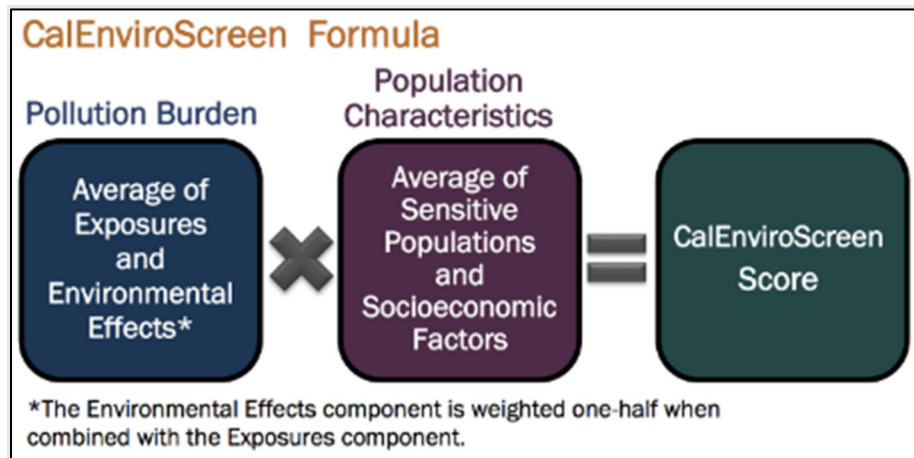 CalEnviroScreen Formula
Pollution Burden
Average of
Exposures
and
Environmental
Effects*
Population
Characteristics
Average of
Sensitive
Populations
and
Socioeconomic
Factors
CalEnviroScreen
Score
*The Environmental Effects component is weighted one-half when
combined with the Exposures component.